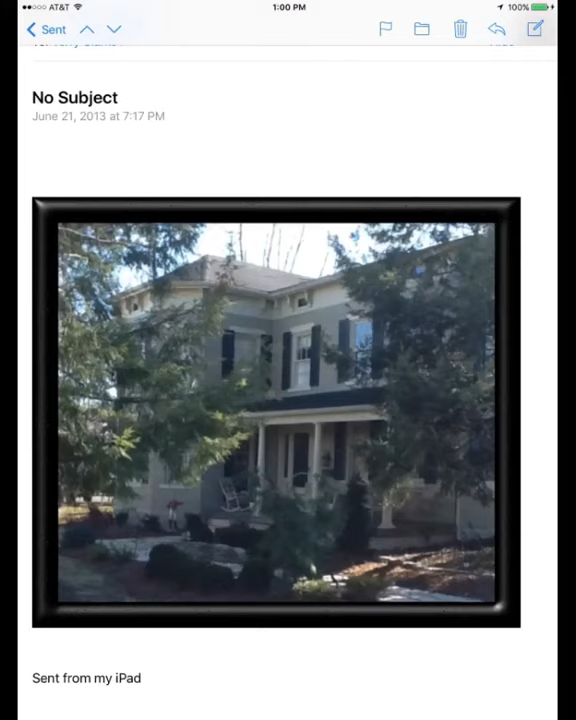 AT&T 1:00 PM 100%
Sent
No Subject
June 21, 2013 at 7:17 PM
Sent from my iPad